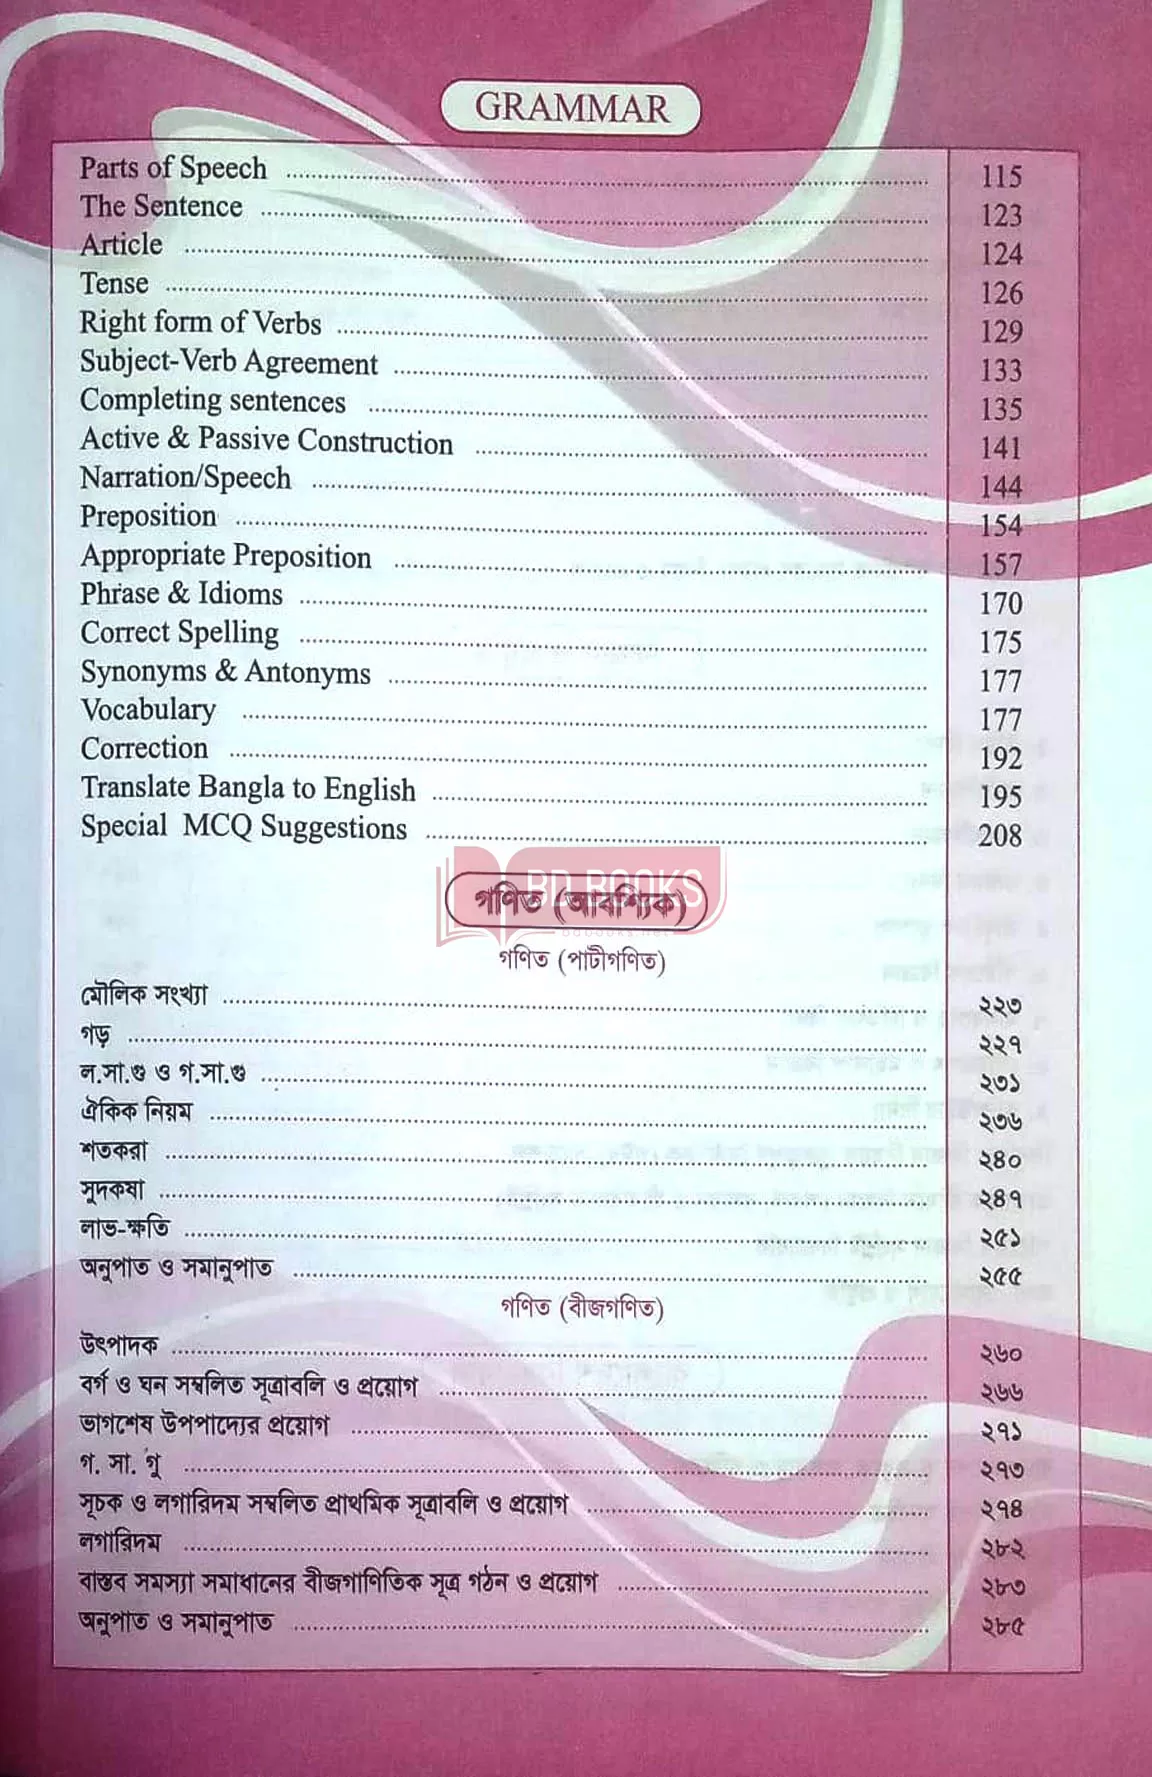 GRAMMAR
Parts of Speech 115
The Sentence 123
Article 124
Tense 126
Right form of Verbs 129
Subject-Verb Agreement 133
Completing sentences 135
Active & Passive Construction 141
Narration/Speech 144
Preposition 154
Appropriate Preposition 157
Phrase & Idioms 170
Correct Spelling 175
Synonyms & Antonyms 177
Vocabulary 177
Correction 192
Translate Bangla to English 195
Special MCQ Suggestions 208
BD BOOKS
গণিত (আবশ্যিক)
গণিত (পাটীগণিত)
মৌলিক সংখ্যা ২২৩
গড় ২২৭
ল.সা.গু ও গ.সা.গু ২৩১
ঐকিক নিয়ম ২৩৬
শতকরা ২৪০
সুদকষা ২৪৭
লাভ-ক্ষতি ২৫১
অনুপাত ও সমানুপাত ২৫৫
গণিত (বীজগণিত)
উৎপাদক ২৬০
বর্গ ও ঘন সম্বলিত সূত্রাবলি ও প্রয়োগ ২৬৬
ভাগশেষ উপপাদ্যের প্রয়োগ ২৭১
গ. সা. গু ২৭৩
সূচক ও লগারিদম সম্বলিত প্রাথমিক সূত্রাবলি ও প্রয়োগ ২৭৪
লগারিদম ২৮২
বাস্তব সমস্যা সমাধানের বীজগাণিতিক সূত্র গঠন ও প্রয়োগ ২৮৩
অনুপাত ও সমানুপাত ২৮৫